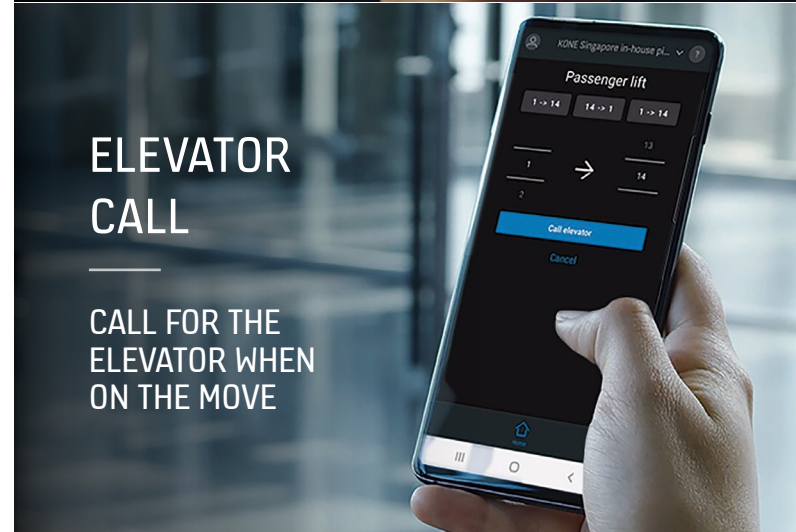 ELEVATOR
CALL
CALL FOR THE
ELEVATOR WHEN
ON THE MOVE
KONE Singapore in-house pl...
?
Passenger lift
1 -> 14
14 -> 1
1 -> 14
13
1
14
2
Call elevator
Cancel
Home